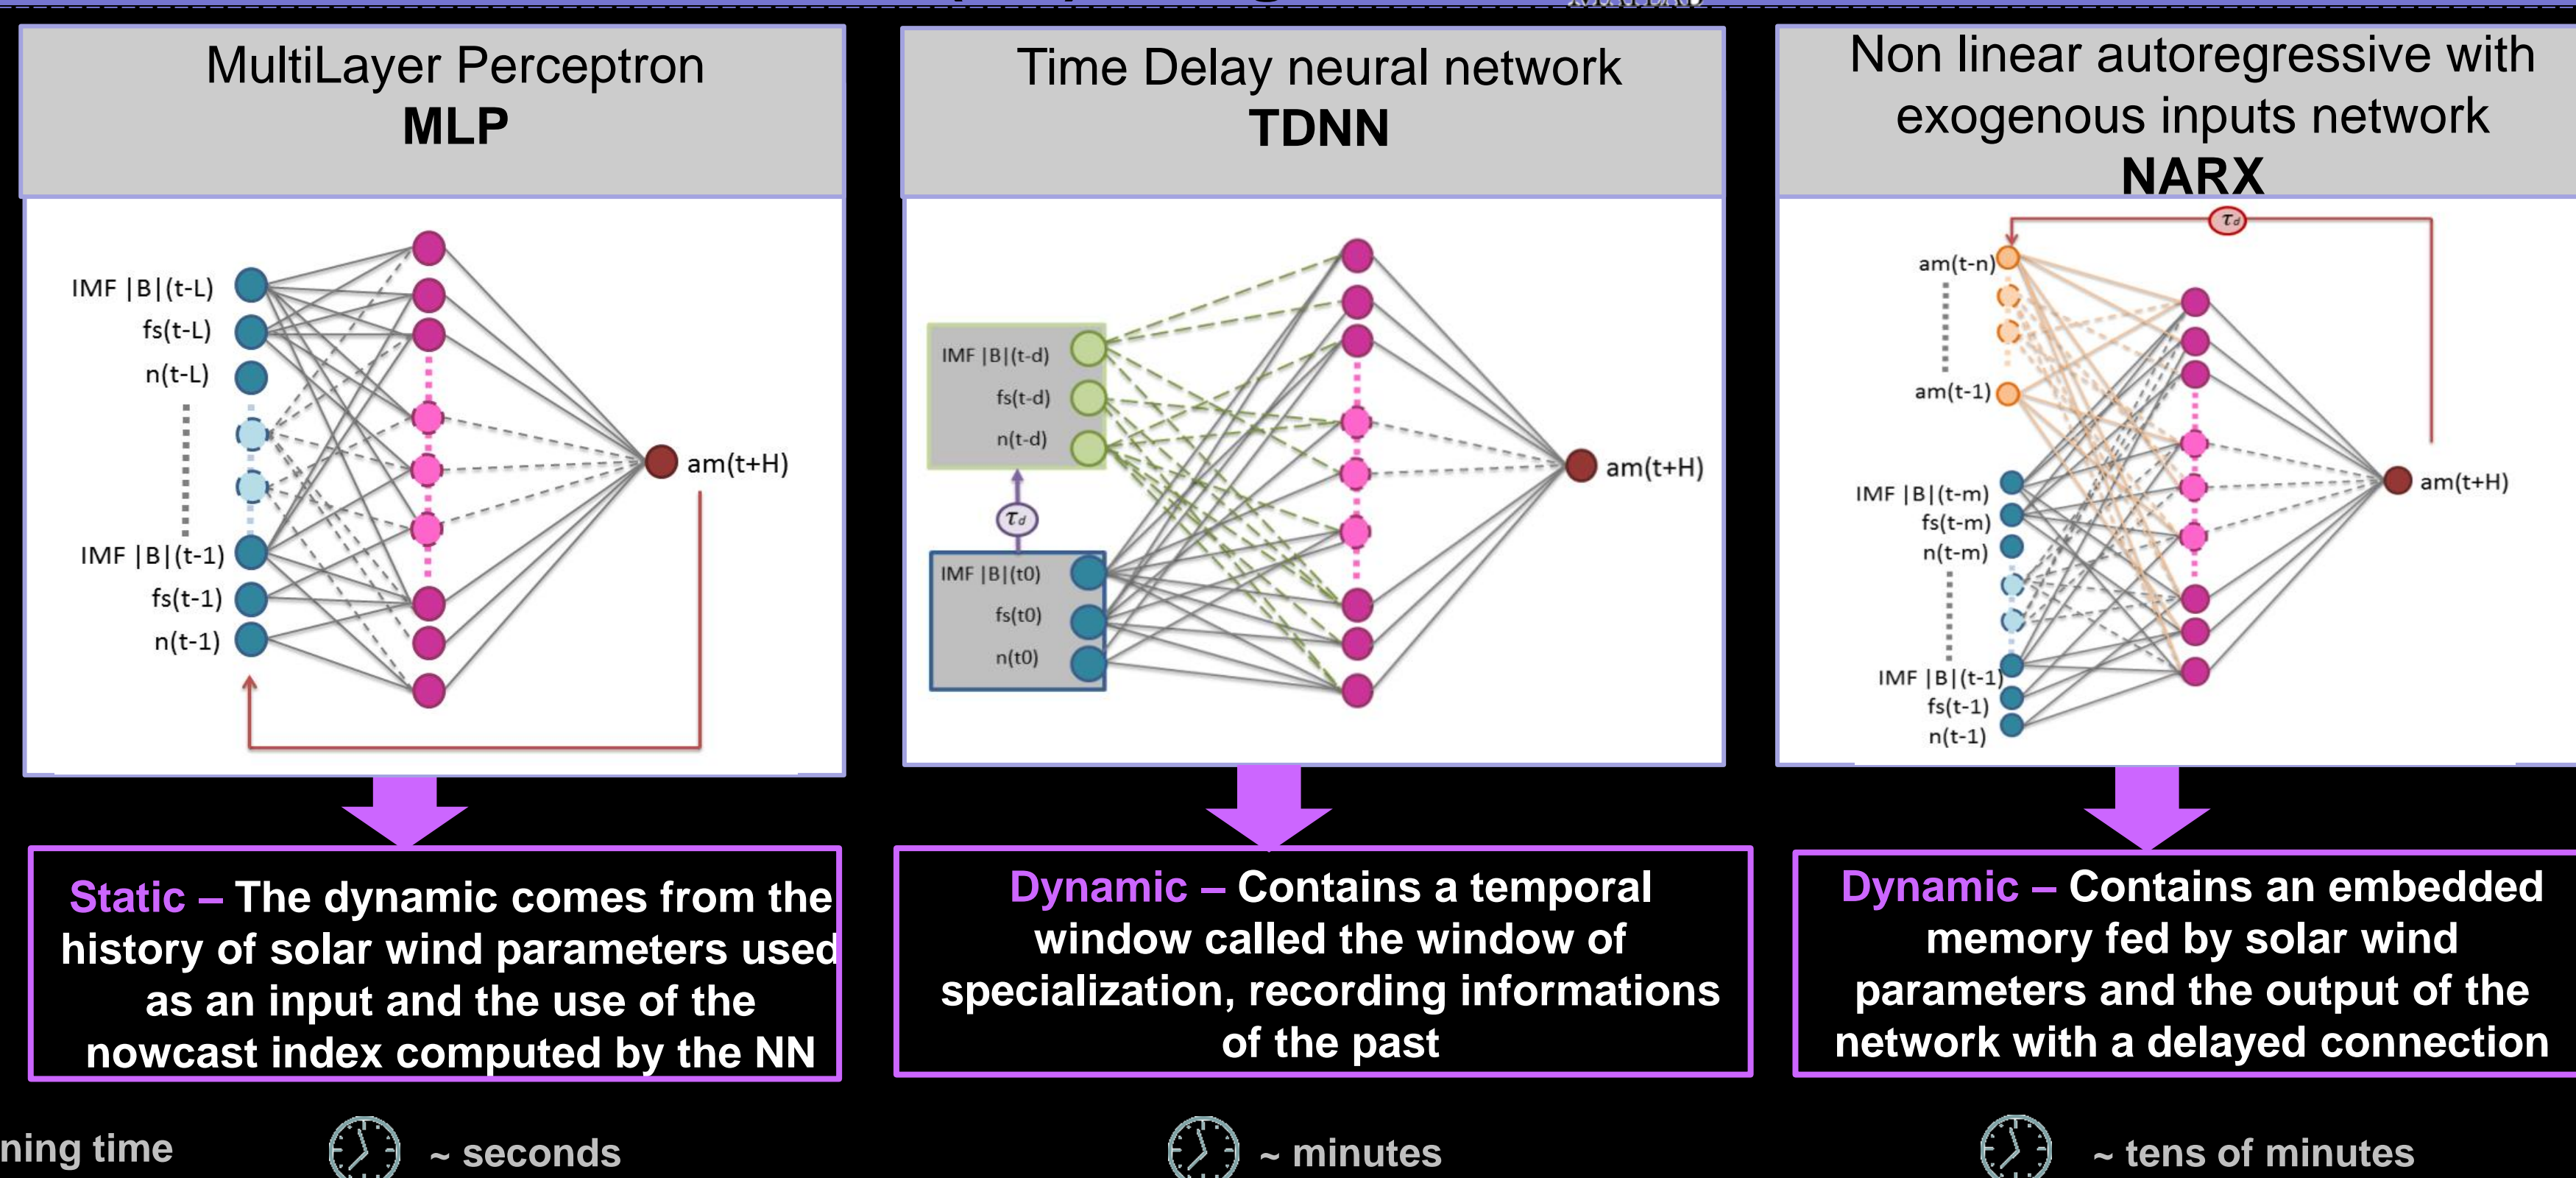 MultiLayer Perceptron
MLP
IMF |B|(t-L)
fs(t-L)
n(t-L)
IMF |B|(t-1)
fs(t-1)
n(t-1)
am(t+H)
Static – The dynamic comes from the
history of solar wind parameters used
as an input and the use of the
nowcast index computed by the NN
Time Delay neural network
TDNN
IMF |B|(t-d)
fs(t-d)
n(t-d)
τd
IMF |B|(t0)
fs(t0)
n(t0)
am(t+H)
Dynamic – Contains a temporal
window called the window of
specialization, recording informations
of the past
Non linear autoregressive with
exogenous inputs network
NARX
τd
am(t-n)
am(t-1)
IMF |B|(t-m)
fs(t-m)
n(t-m)
IMF |B|(t-1)
fs(t-1)
n(t-1)
am(t+H)
Dynamic – Contains an embedded
memory fed by solar wind
parameters and the output of the
network with a delayed connection
ning time
~ seconds
~ minutes
~ tens of minutes